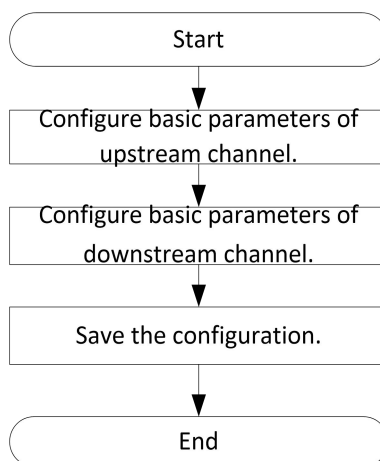 Start
Configure basic parameters of
upstream channel.
Configure basic parameters of
downstream channel.
Save the configuration.
End